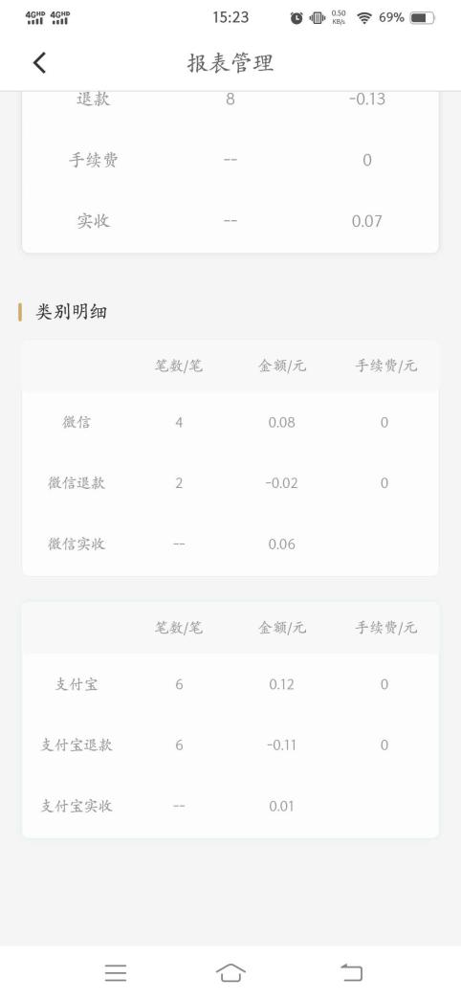 4GHD 4GHD 15:23 0.50 KB/s 69%
报表管理
退款 8 -0.13
手续费 -- 0
实收 -- 0.07
类别明细
笔数/笔 金额/元 手续费/元
微信 4 0.08 0
微信退款 2 -0.02 0
微信实收 -- 0.06
笔数/笔 金额/元 手续费/元
支付宝 6 0.12 0
支付宝退款 6 -0.11 0
支付宝实收 -- 0.01